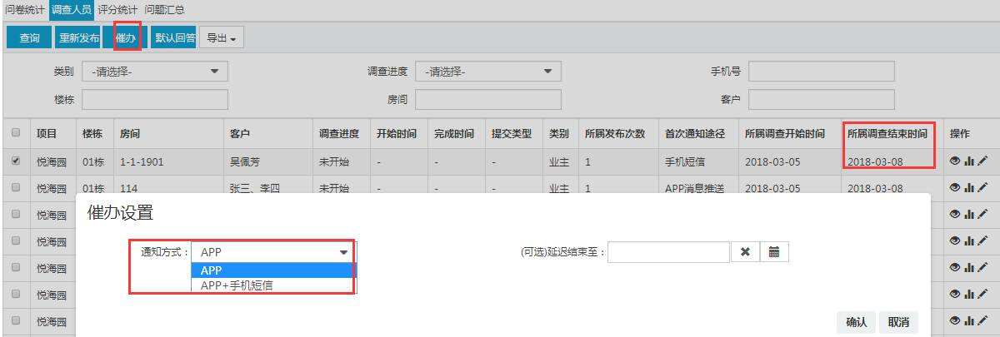 问卷统计 调查人员 评分统计 问题汇总
查询 重新发布 催办 默认回答 导出
类别 -请选择- 调查进度 -请选择- 手机号
楼栋 房间 客户
项目 楼栋 房间 客户 调查进度 开始时间 完成时间 提交类型 类别 所属发布次数 首次通知途径 所属调查开始时间 所属调查结束时间 操作
悦海园 01栋 1-1-1901 吴佩芳 未开始 - - - 业主 1 手机短信 2018-03-05 2018-03-08
悦海园 01栋 114 张三、李四 未开始 - - - 业主 1 APP消息推送 2018-03-05 2018-03-08
悦海园
催办设置
悦海园
通知方式： APP (可选)延迟结束至：
悦海园 APP
APP+手机短信
悦海园
悦海园
确认 取消